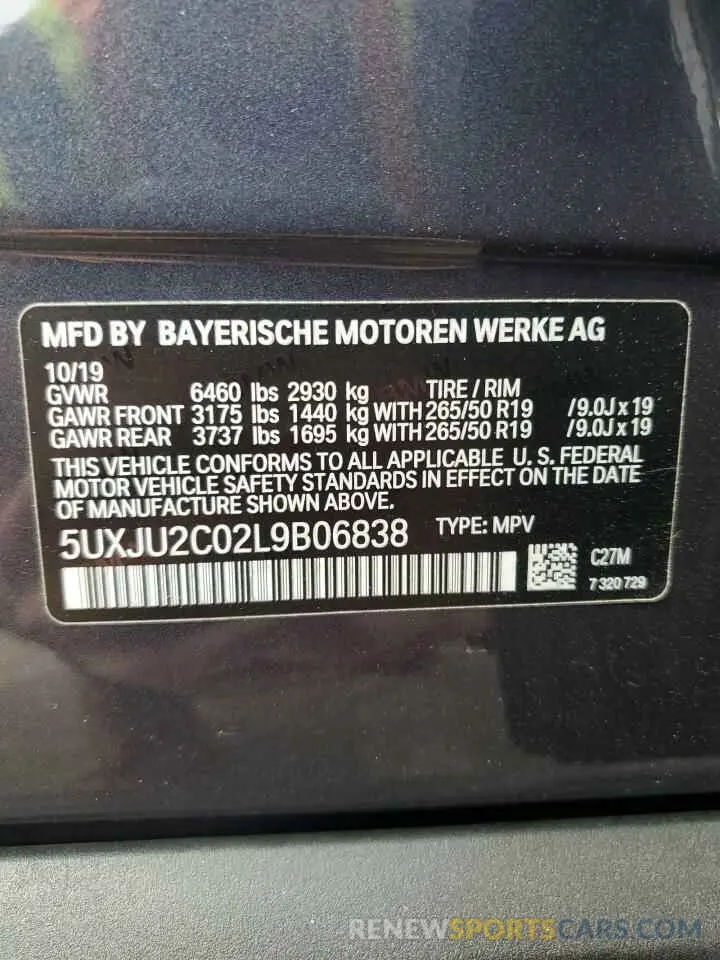 MFD BY BAYERISCHE MOTOREN WERKE AG
10/19
GVWR 6460 lbs 2930 kg TIRE / RIM
GAWR FRONT 3175 lbs 1440 kg WITH 265/50 R19 /9.0J x 19
GAWR REAR 3737 lbs 1695 kg WITH 265/50 R19 /9.0J x 19
THIS VEHICLE CONFORMS TO ALL APPLICABLE U. S. FEDERAL
MOTOR VEHICLE SAFETY STANDARDS IN EFFECT ON THE DATE
OF MANUFACTURE SHOWN ABOVE.
5UXJU2C02L9B06838 TYPE: MPV
C27M
7 320 729
RENEWSPORTSCARS.COM